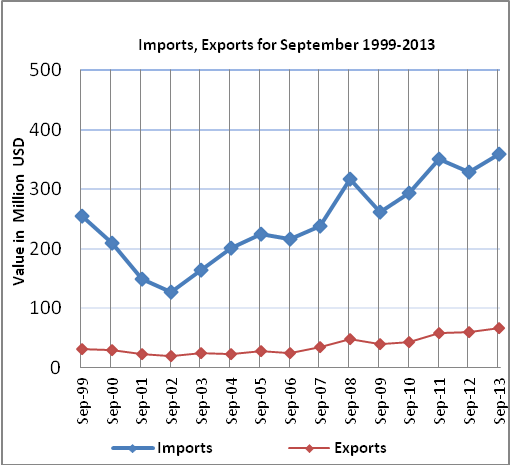 Imports, Exports for September 1999-2013
Value in Million USD
500
400
300
200
100
0
Sep-99
Sep-00
Sep-01
Sep-02
Sep-03
Sep-04
Sep-05
Sep-06
Sep-07
Sep-08
Sep-09
Sep-10
Sep-11
Sep-12
Sep-13
Imports
Exports